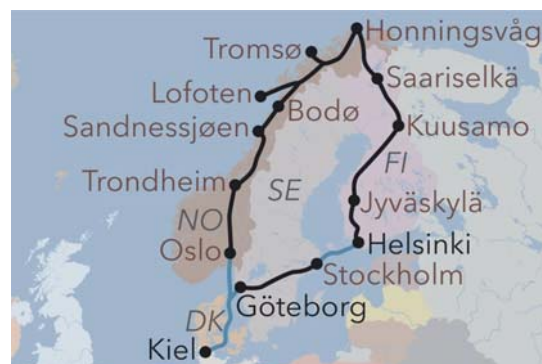 Honningsvåg
Tromsø
Saariselkä
Lofoten
Bodø
Sandnessjøen
Kuusamo
FI
Trondheim
SE
Jyväskylä
NO
Oslo
Helsinki
Stockholm
Göteborg
DK
Kiel